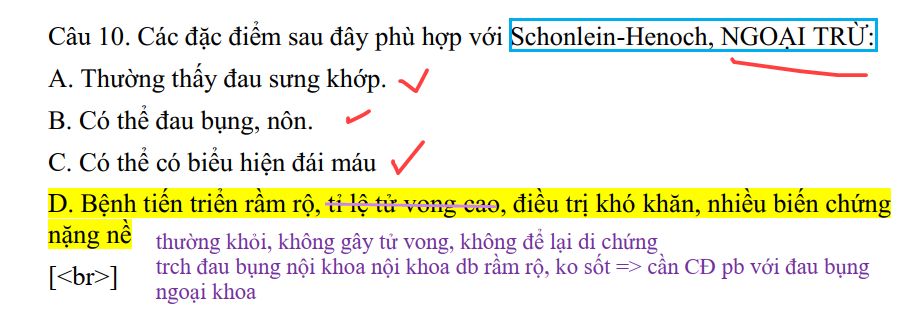 Câu 10. Các đặc điểm sau đây phù hợp với Schonlein-Henoch, NGOẠI TRỪ:
A. Thường thấy đau sưng khớp.
B. Có thể đau bụng, nôn.
C. Có thể có biểu hiện đái máu
D. Bệnh tiến triển rầm rộ, tỉ lệ tử vong cao, điều trị khó khăn, nhiều biến chứng
nặng nề
thường khỏi, không gây tử vong, không để lại di chứng
trch đau bụng nội khoa nội khoa db rầm rộ, ko sốt => cần CĐ pb với đau bụng
ngoại khoa
[<br>]